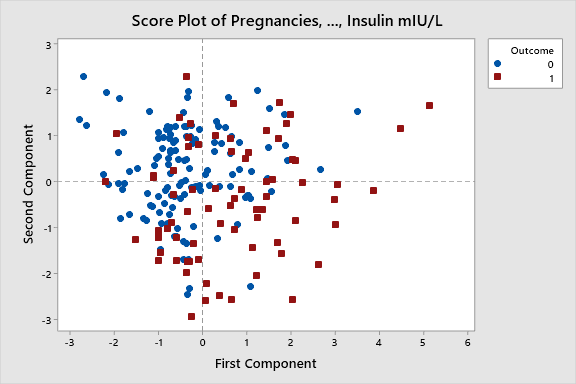 Score Plot of Pregnancies, ..., Insulin mIU/L
Outcome
0
1
3
2
1
0
-1
-2
-3
Second Component
-3 -2 -1 0 1 2 3 4 5 6
First Component